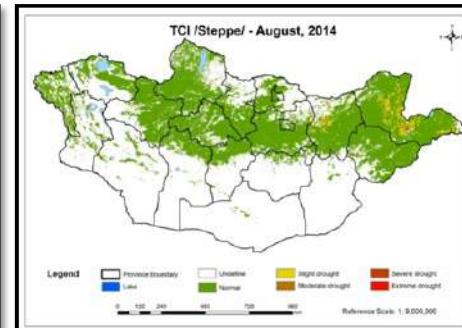 TCI /Steppe/ - August, 2014
Legend
Province boundary
Undefine
Slight drought
Severe drought
Lake
Normal
Moderate drought
Extreme drought
Reference Scale 1: 9,000,000